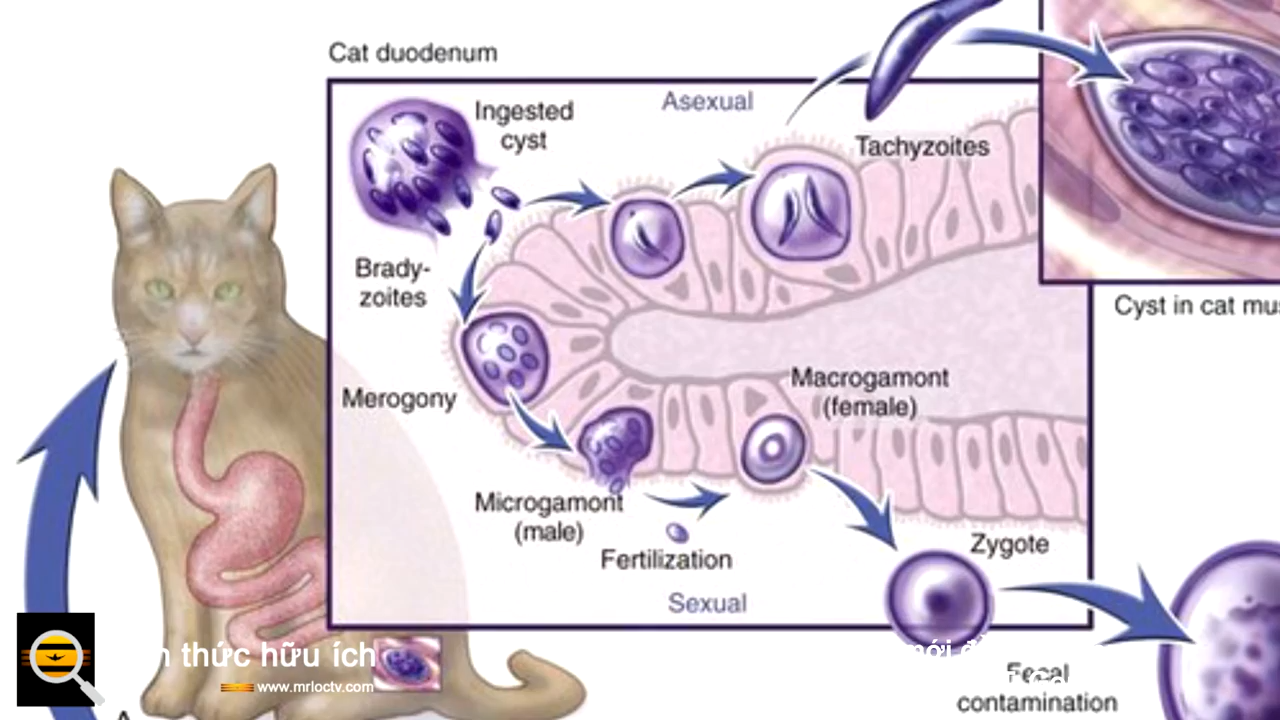 Cat duodenum
Ingested
cyst
Asexual
Tachyzoites
Brady-
zoites
Cyst in cat
Merogony
Macrogamont
(female)
Microgamont
(male)
Fertilization
Zygote
Sexual
thức hữu ích
www.mrloctv.com
Fecal
contamination